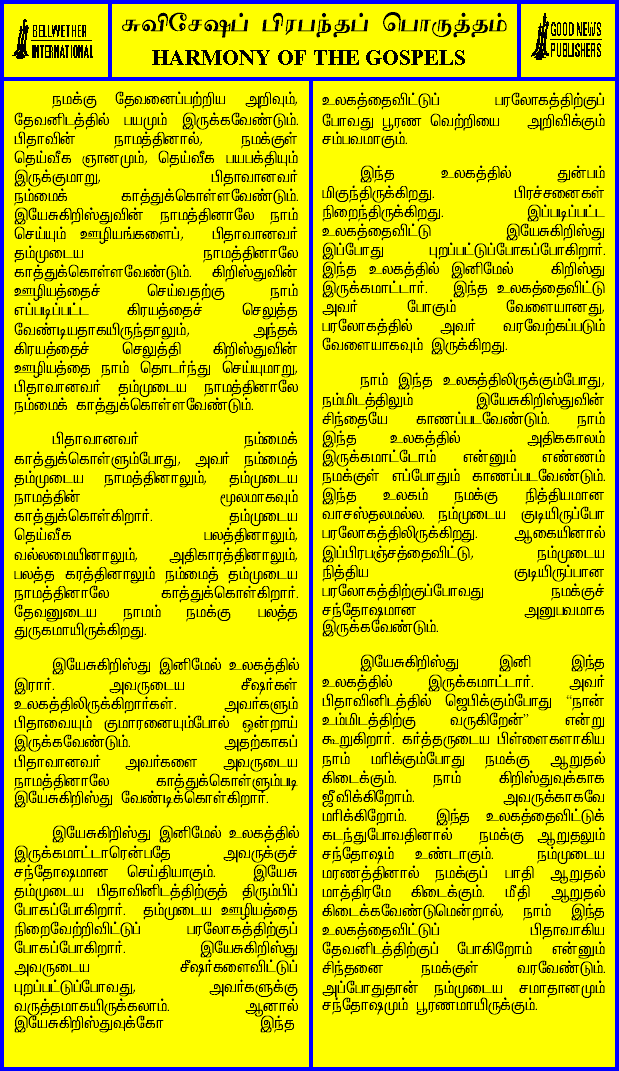 BELLWETHER
INTERNATIONAL
சுவிசேஷப் பிரபந்தப் பொருத்தம்
HARMONY OF THE GOSPELS
GOOD NEWS
PUBLISHERS
நமக்கு தேவனைப்பற்றிய அறிவும்,
தேவனிடத்தில் பயமும் இருக்கவேண்டும்.
பிதாவின் நாமத்தினால், நமக்குள்
தெய்வீக ஞானமும், தெய்வீக பயபக்தியும்
இருக்குமாறு, பிதாவானவர்
நம்மைக் காத்துக்கொள்ளவேண்டும்.
இயேசுகிறிஸ்துவின் நாமத்தினாலே நாம்
செய்யும் ஊழியங்களைப், பிதாவானவர்
தம்முடைய நாமத்தினாலே
காத்துக்கொள்ளவேண்டும். கிறிஸ்துவின்
ஊழியத்தைச் செய்வதற்கு நாம்
எப்படிப்பட்ட கிரயத்தைச் செலுத்த
வேண்டியதாகயிருந்தாலும், அந்தக்
கிரயத்தைச் செலுத்தி கிறிஸ்துவின்
ஊழியத்தை நாம் தொடர்ந்து செய்யுமாறு,
பிதாவானவர் தம்முடைய நாமத்தினாலே
நம்மைக் காத்துக்கொள்ளவேண்டும்.
பிதாவானவர் நம்மைக்
காத்துக்கொள்ளும்போது, அவர் நம்மைத்
தம்முடைய நாமத்தினாலும், தம்முடைய
நாமத்தின் மூலமாகவும்
காத்துக்கொள்கிறார். தம்முடைய
தெய்வீக பலத்தினாலும்,
வல்லமையினாலும், அதிகாரத்தினாலும்,
பலத்த கரத்தினாலும் நம்மைத் தம்முடைய
நாமத்தினாலே காத்துக்கொள்கிறார்.
தேவனுடைய நாமம் நமக்கு பலத்த
துருகமாயிருக்கிறது.
இயேசுகிறிஸ்து இனிமேல் உலகத்தில்
இரார். அவருடைய சீஷர்கள்
உலகத்திலிருக்கிறார்கள். அவர்களும்
பிதாவையும் குமாரனையும்போல் ஒன்றாய்
இருக்கவேண்டும். அதற்காகப்
பிதாவானவர் அவர்களை அவருடைய
நாமத்தினாலே காத்துக்கொள்ளும்படி
இயேசுகிறிஸ்து வேண்டிக்கொள்கிறார்.
இயேசுகிறிஸ்து இனிமேல் உலகத்தில்
இருக்கமாட்டாரென்பதே அவருக்குச்
சந்தோஷமான செய்தியாகும். இயேசு
தம்முடைய பிதாவினிடத்திற்குத் திரும்பிப்
போகப்போகிறார். தம்முடைய ஊழியத்தை
நிறைவேற்றிவிட்டுப் பரலோகத்திற்குப்
போகப்போகிறார். இயேசுகிறிஸ்து
அவருடைய சீஷர்களைவிட்டுப்
புறப்பட்டுப்போவது, அவர்களுக்கு
வருத்தமாகயிருக்கலாம். ஆனால்
இயேசுகிறிஸ்துவுக்கோ இந்த
உலகத்தைவிட்டுப் பரலோகத்திற்குப்
போவது பூரண வெற்றியை அறிவிக்கும்
சம்பவமாகும்.
இந்த உலகத்தில் துன்பம்
மிகுந்திருக்கிறது. பிரச்சனைகள்
நிறைந்திருக்கிறது. இப்படிப்பட்ட
உலகத்தைவிட்டு இயேசுகிறிஸ்து
இப்போது புறப்பட்டுப்போகப்போகிறார்.
இந்த உலகத்தில் இனிமேல் கிறிஸ்து
இருக்கமாட்டார். இந்த உலகத்தைவிட்டு
அவர் போகும் வேளையானது,
பரலோகத்தில் அவர் வரவேற்கப்படும்
வேளையாகவும் இருக்கிறது.
நாம் இந்த உலகத்திலிருக்கும்போது,
நம்மிடத்திலும் இயேசுகிறிஸ்துவின்
சிந்தையே காணப்படவேண்டும். நாம்
இந்த உலகத்தில் அதிககாலம்
இருக்கமாட்டோம் என்னும் எண்ணம்
நமக்குள் எப்போதும் காணப்படவேண்டும்.
இந்த உலகம் நமக்கு நித்தியமான
வாசஸ்தலமல்ல. நம்முடைய குடியிருப்போ
பரலோகத்திலிருக்கிறது. ஆகையினால்
இப்பிரபஞ்சத்தைவிட்டு, நம்முடைய
நித்திய குடியிருப்பான
பரலோகத்திற்குப்போவது நமக்குச்
சந்தோஷமான அனுபவமாக
இருக்கவேண்டும்.
இயேசுகிறிஸ்து இனி இந்த
உலகத்தில் இருக்கமாட்டார். அவர்
பிதாவினிடத்தில் ஜெபிக்கும்போது “நான்
உம்மிடத்திற்கு வருகிறேன்” என்று
கூறுகிறார். கர்த்தருடைய பிள்ளைகளாகிய
நாம் மரிக்கும்போது நமக்கு ஆறுதல்
கிடைக்கும். நாம் கிறிஸ்துவுக்காக
ஜீவிக்கிறோம். அவருக்காகவே
மரிக்கிறோம். இந்த உலகத்தைவிட்டுக்
கடந்துபோவதினால் நமக்கு ஆறுதலும்
சந்தோஷம் உண்டாகும். நம்முடைய
மரணத்தினால் நமக்குப் பாதி ஆறுதல்
மாத்திரமே கிடைக்கும். மீதி ஆறுதல்
கிடைக்கவேண்டுமென்றால், நாம் இந்த
உலகத்தைவிட்டுப் பிதாவாகிய
தேவனிடத்திற்குப் போகிறோம் என்னும்
சிந்தனை நமக்குள் வரவேண்டும்.
அப்போதுதான் நம்முடைய சமாதானமும்
சந்தோஷமும் பூரணமாயிருக்கும்.